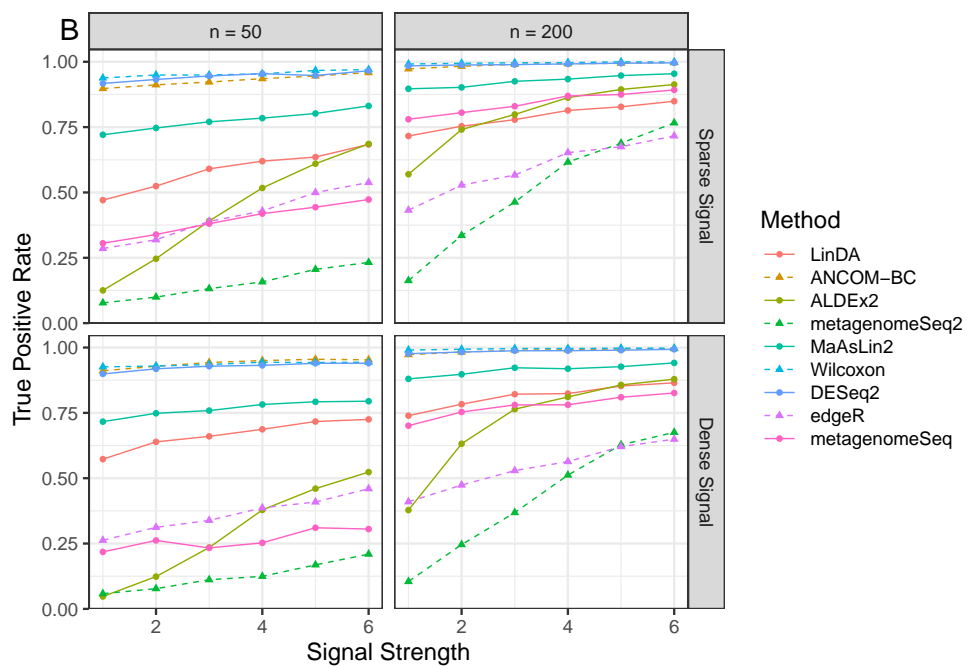 B
n = 50
n = 200
True Positive Rate
1.00
0.75
0.50
0.25
0.00
Sparse Signal
1.00
0.75
0.50
0.25
0.00
Dense Signal
2
4
6
2
4
6
Signal Strength
Method
LinDA
ANCOM−BC
ALDEx2
metagenomeSeq2
MaAsLin2
Wilcoxon
DESeq2
edgeR
metagenomeSeq